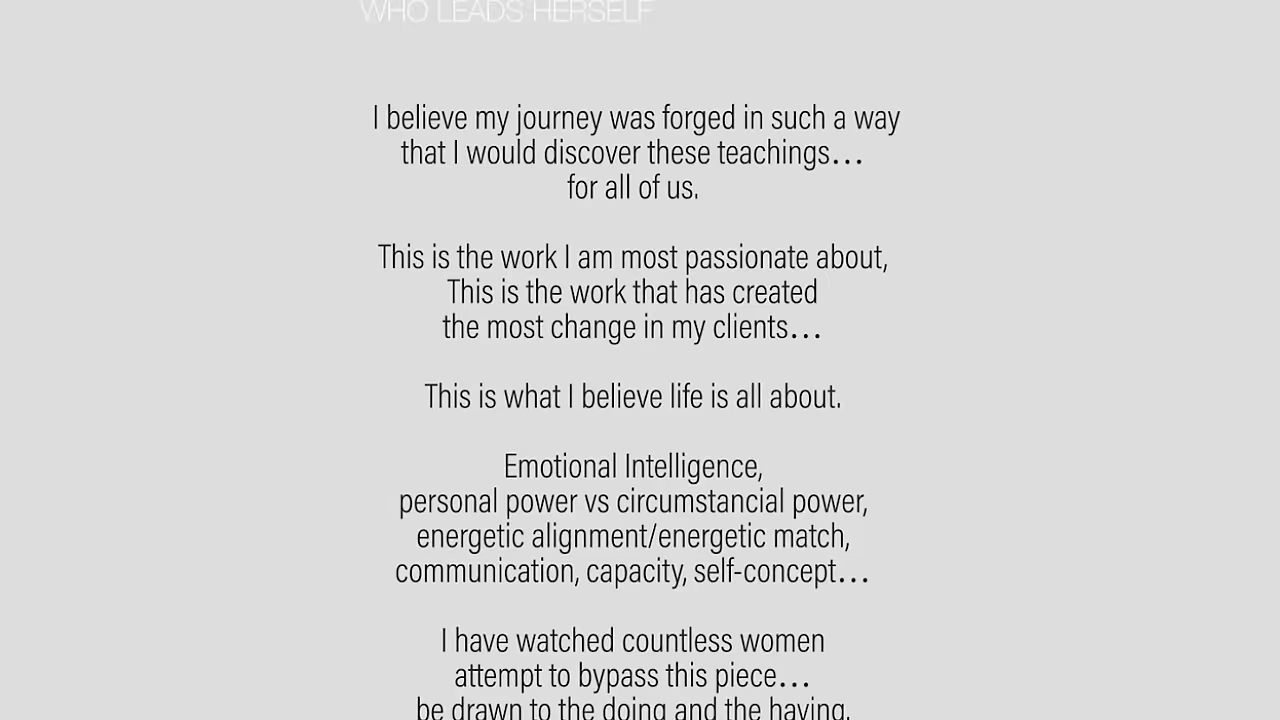 WHO LEADS HERSELF
I believe my journey was forged in such a way
that I would discover these teachings…
for all of us.
This is the work I am most passionate about,
This is the work that has created
the most change in my clients…
This is what I believe life is all about.
Emotional Intelligence,
personal power vs circumstancial power,
energetic alignment/energetic match,
communication, capacity, self-concept…
I have watched countless women
attempt to bypass this piece…
be drawn to the doing and the having,